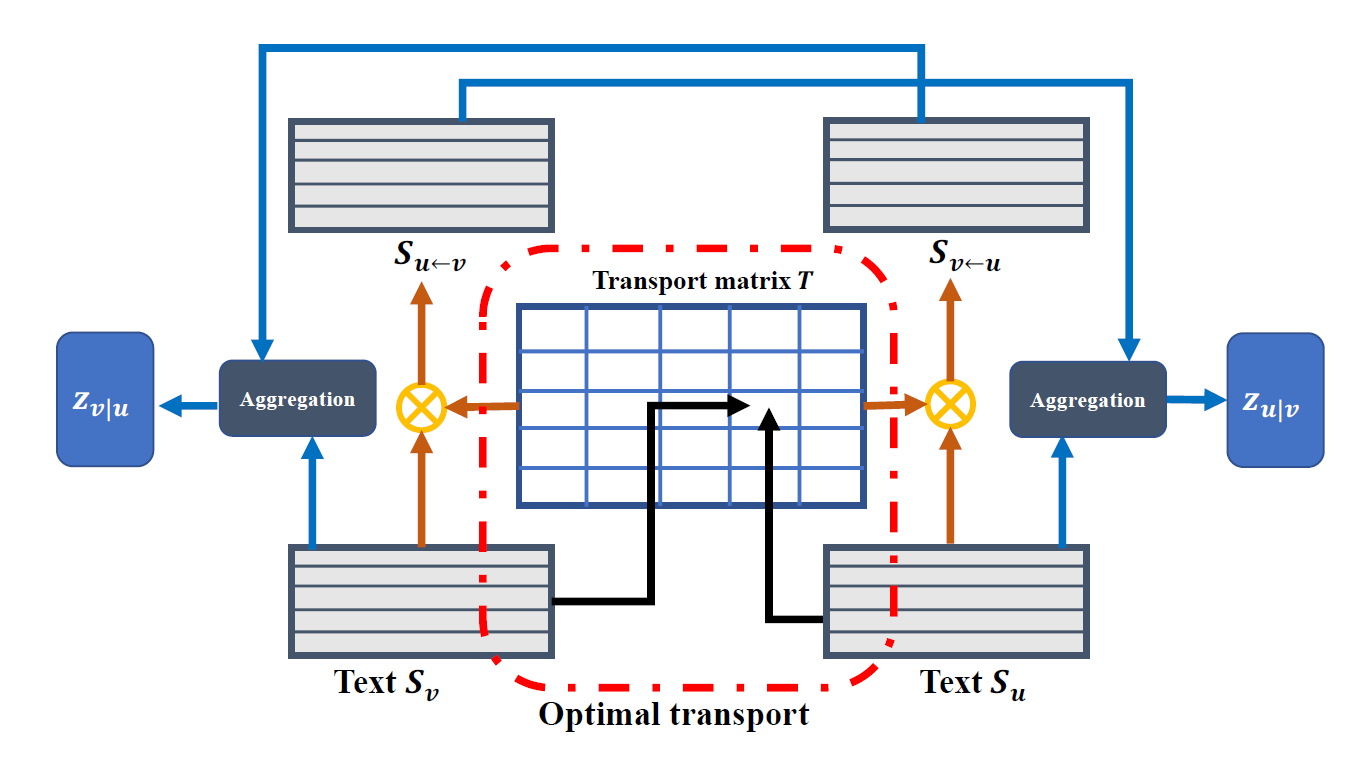 S_{u←v}
S_{v←u}
Transport matrix T
z_{v|u}
Aggregation
Aggregation
z_{u|v}
Text S_v
Text S_u
Optimal transport